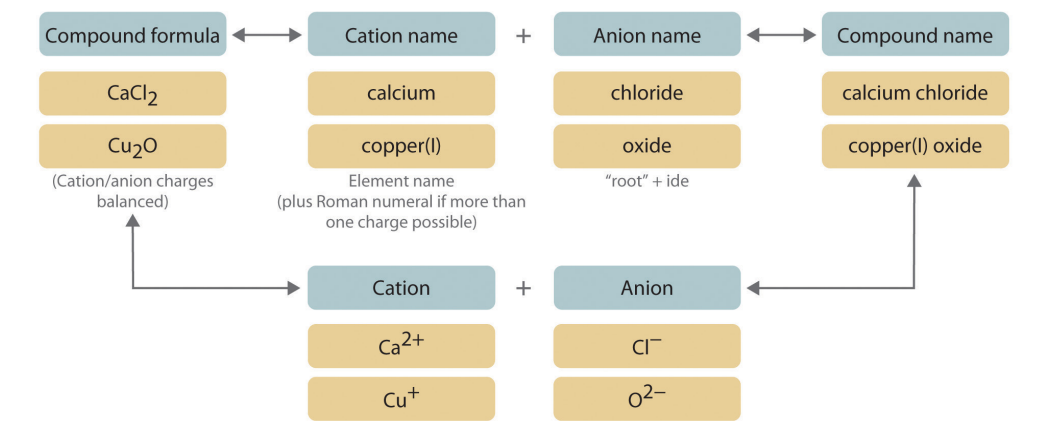 Compound formula Cation name + Anion name Compound name
CaCl₂ calcium chloride calcium chloride
Cu₂O copper(I) oxide copper(I) oxide
(Cation/anion charges Element name "root" + ide
balanced) (plus Roman numeral if more than
one charge possible)
Cation + Anion
Ca²⁺ Cl⁻
Cu⁺ O²⁻